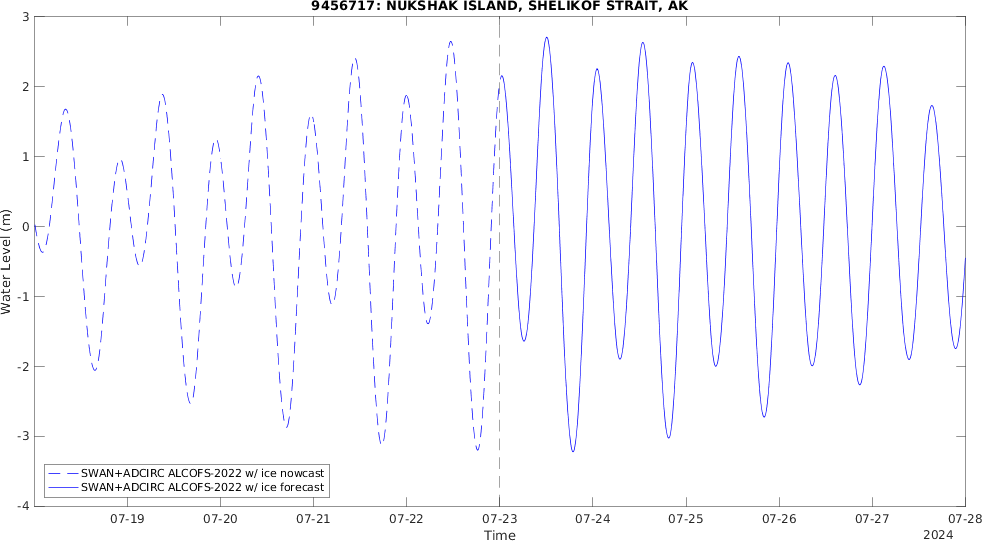 9456717: NUKSHAK ISLAND, SHELIKOF STRAIT, AK
3
2
1
0
-1
-2
-3
-4
Water Level (m)
SWAN+ADCIRC ALCOFS-2022 w/ ice nowcast
SWAN+ADCIRC ALCOFS-2022 w/ ice forecast
07-19 07-20 07-21 07-22 07-23 07-24 07-25 07-26 07-27 07-28
Time
2024